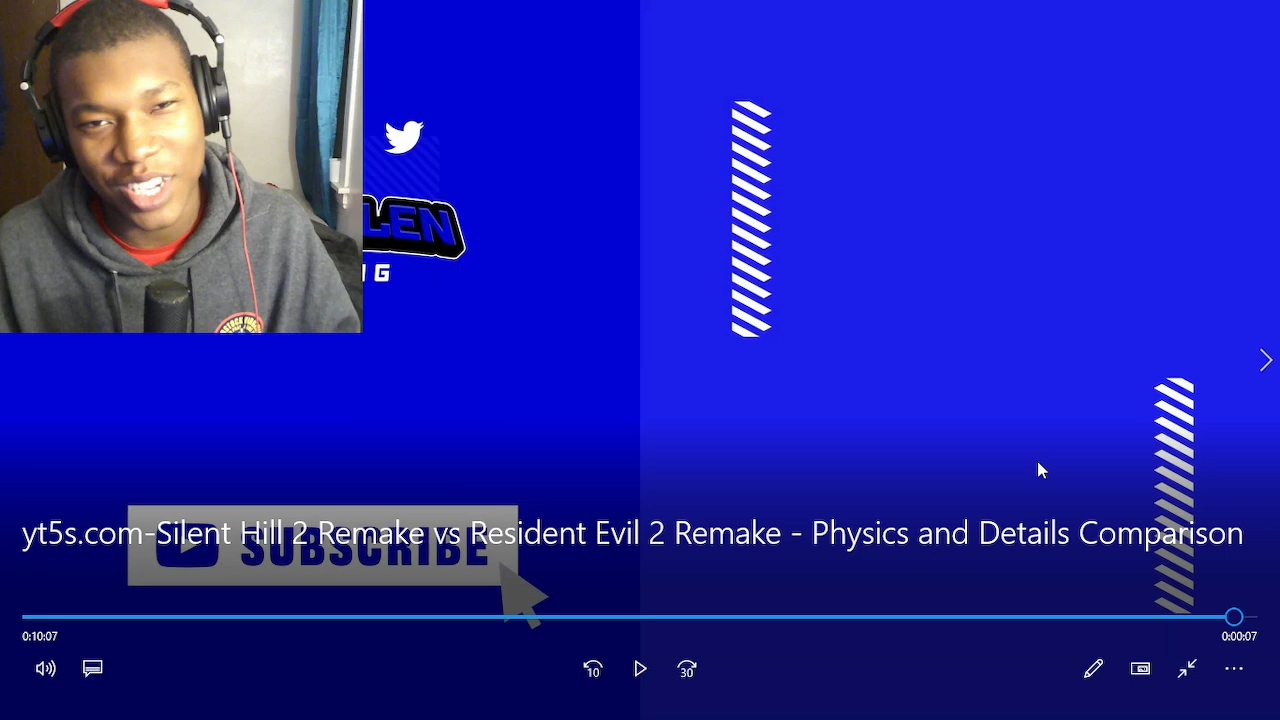 LEN
G
SUBSCRIBE
yt5s.com-Silent Hill 2 Remake vs Resident Evil 2 Remake - Physics and Details Comparison
0:10:07
0:00:07
10
30